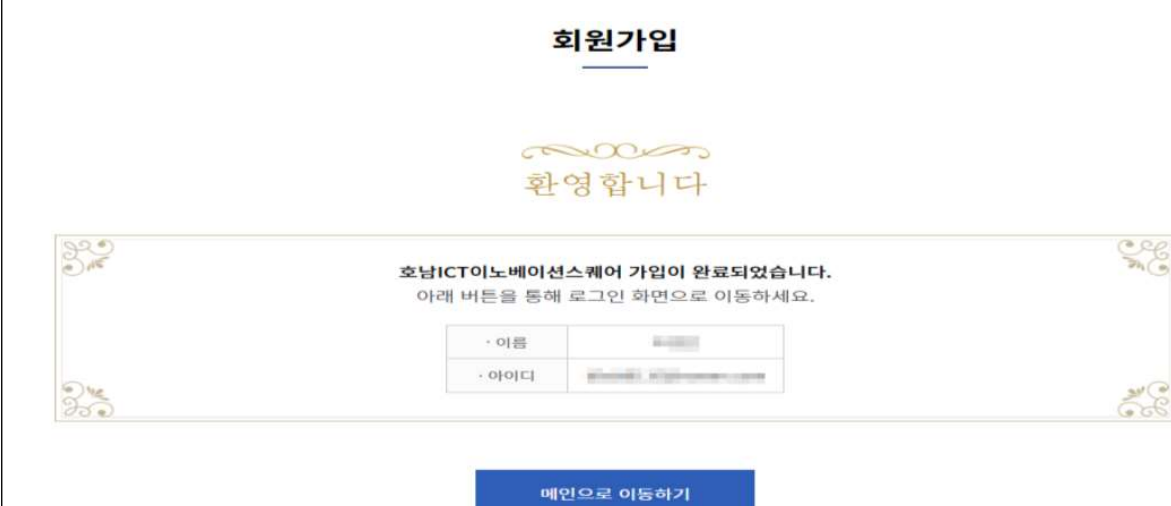 회원가입
환영합니다
호남ICT이노베이션스퀘어 가입이 완료되었습니다.
아래 버튼을 통해 로그인 화면으로 이동하세요.
· 이름
· 아이디
메인으로 이동하기